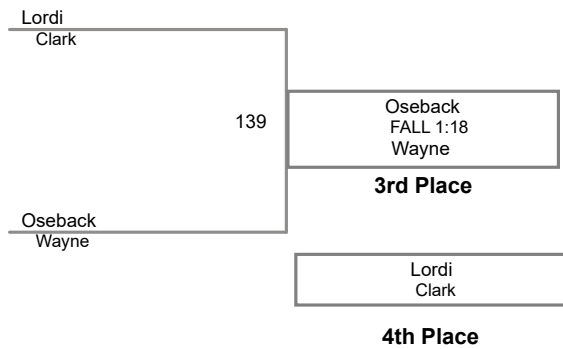 Lordi
Clark
139
Oseback
FALL 1:18
Wayne
3rd Place
Oseback
Wayne
Lordi
Clark
4th Place